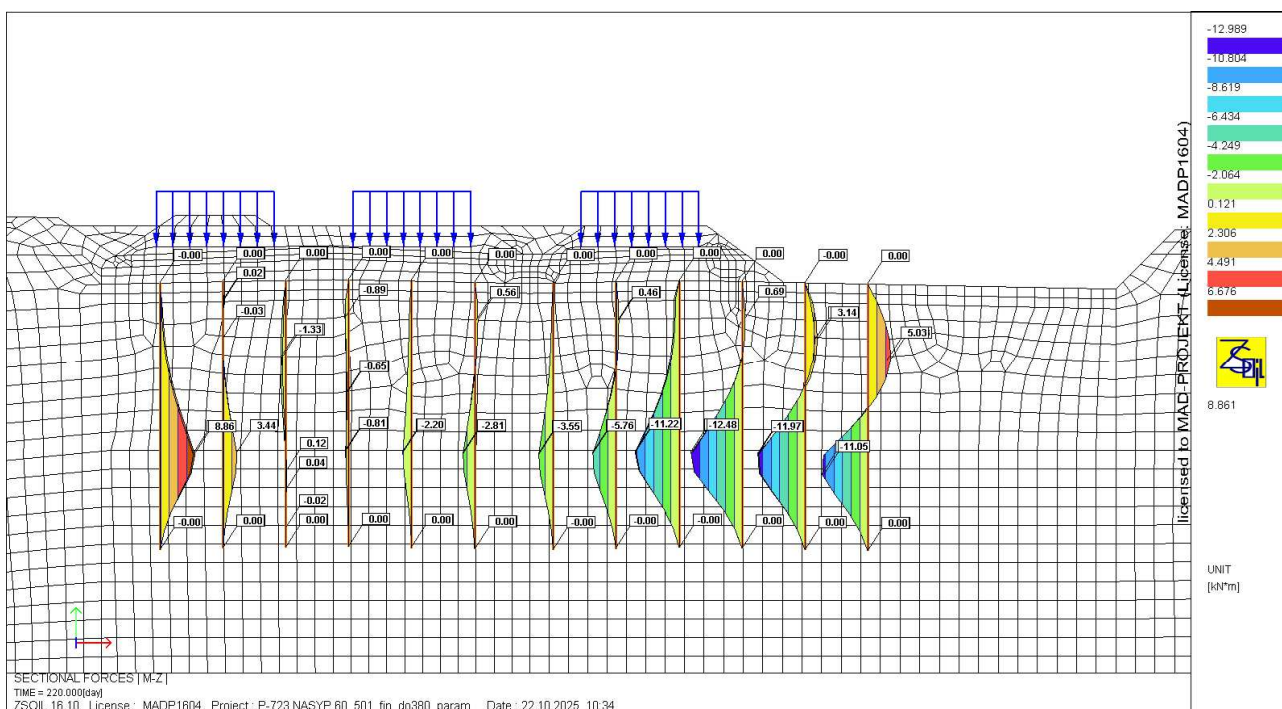 -12.989
-10.804
-8.619
-6.434
-4.249
-2.064
0.121
2.306
4.491
6.676
8.861
licensed to MAD-PROJEKT (License: MADP1604)
ZSoil
-0.00 0.00 0.00 0.00 0.00 0.00 0.00 0.00 0.00 0.00 -0.00 0.00
0.02
-0.89 0.56 0.46 0.69
-0.03 3.14
-1.33 5.03
-0.65
8.86 3.44 -0.81 -2.20 -2.81 -3.55 -5.76 -11.22 -12.48 -11.97
0.12 -11.05
0.04
-0.02
-0.00 0.00 0.00 0.00 0.00 0.00 -0.00 -0.00 -0.00 0.00 0.00 0.00
UNIT
[kN*m]
SECTIONAL FORCES | M-Z |
TIME = 220.000[day]
ZSOIL 16.10 License : MADP1604 Project : P-723 NASYP 60_501_fin_do380_param Date : 22.10.2025 10:34